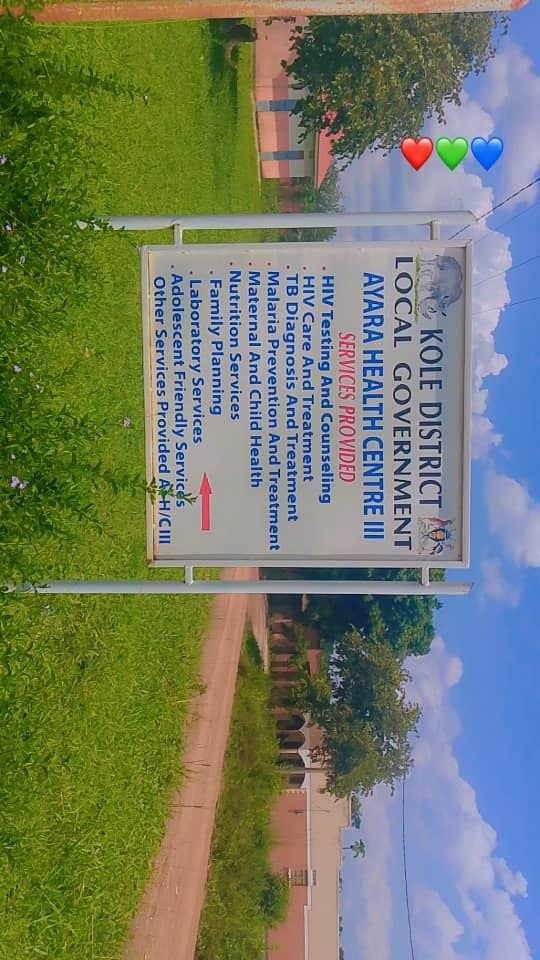 KOLE DISTRICT
LOCAL GOVERNMENT
AYARA HEALTH CENTRE III
SERVICES PROVIDED
• HIV Testing And Counseling
• HIV Care And Treatment
• TB Diagnosis And Treatment
• Malaria Prevention And Treatment
• Maternal And Child Health
• Nutrition Services
• Family Planning
• Laboratory Services
• Adolescent Friendly Services
Other Services Provided At H/CIII